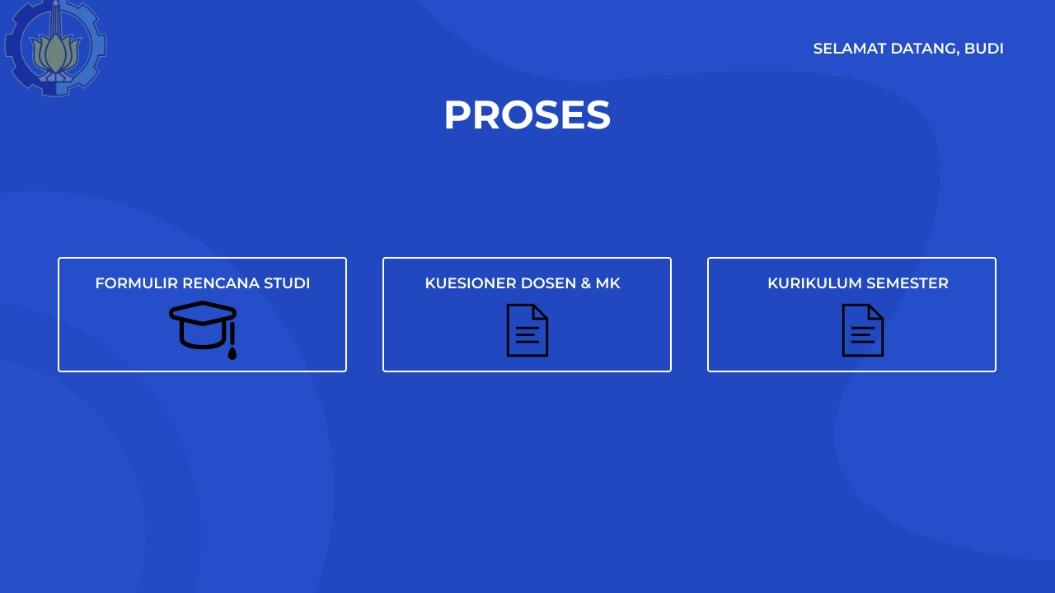 SELAMAT DATANG, BUDI
PROSES
FORMULIR RENCANA STUDI
KUESIONER DOSEN & MK
KURIKULUM SEMESTER